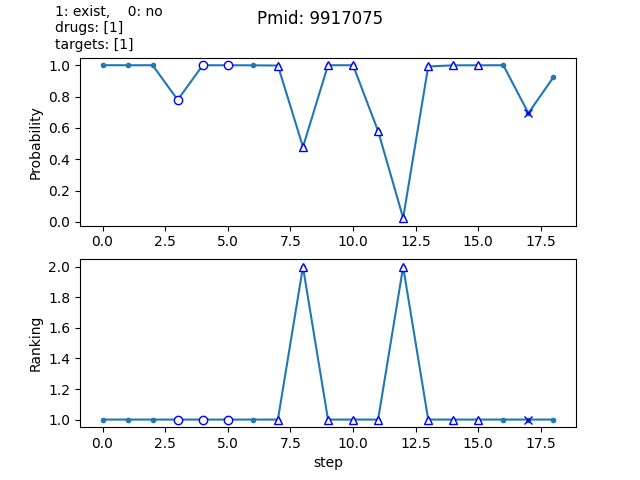 1: exist,    0: no
drugs: [1]
targets: [1]
Pmid: 9917075
Probability
1.0
0.8
0.6
0.4
0.2
0.0
0.0 2.5 5.0 7.5 10.0 12.5 15.0 17.5
Ranking
2.0
1.8
1.6
1.4
1.2
1.0
0.0 2.5 5.0 7.5 10.0 12.5 15.0 17.5
step